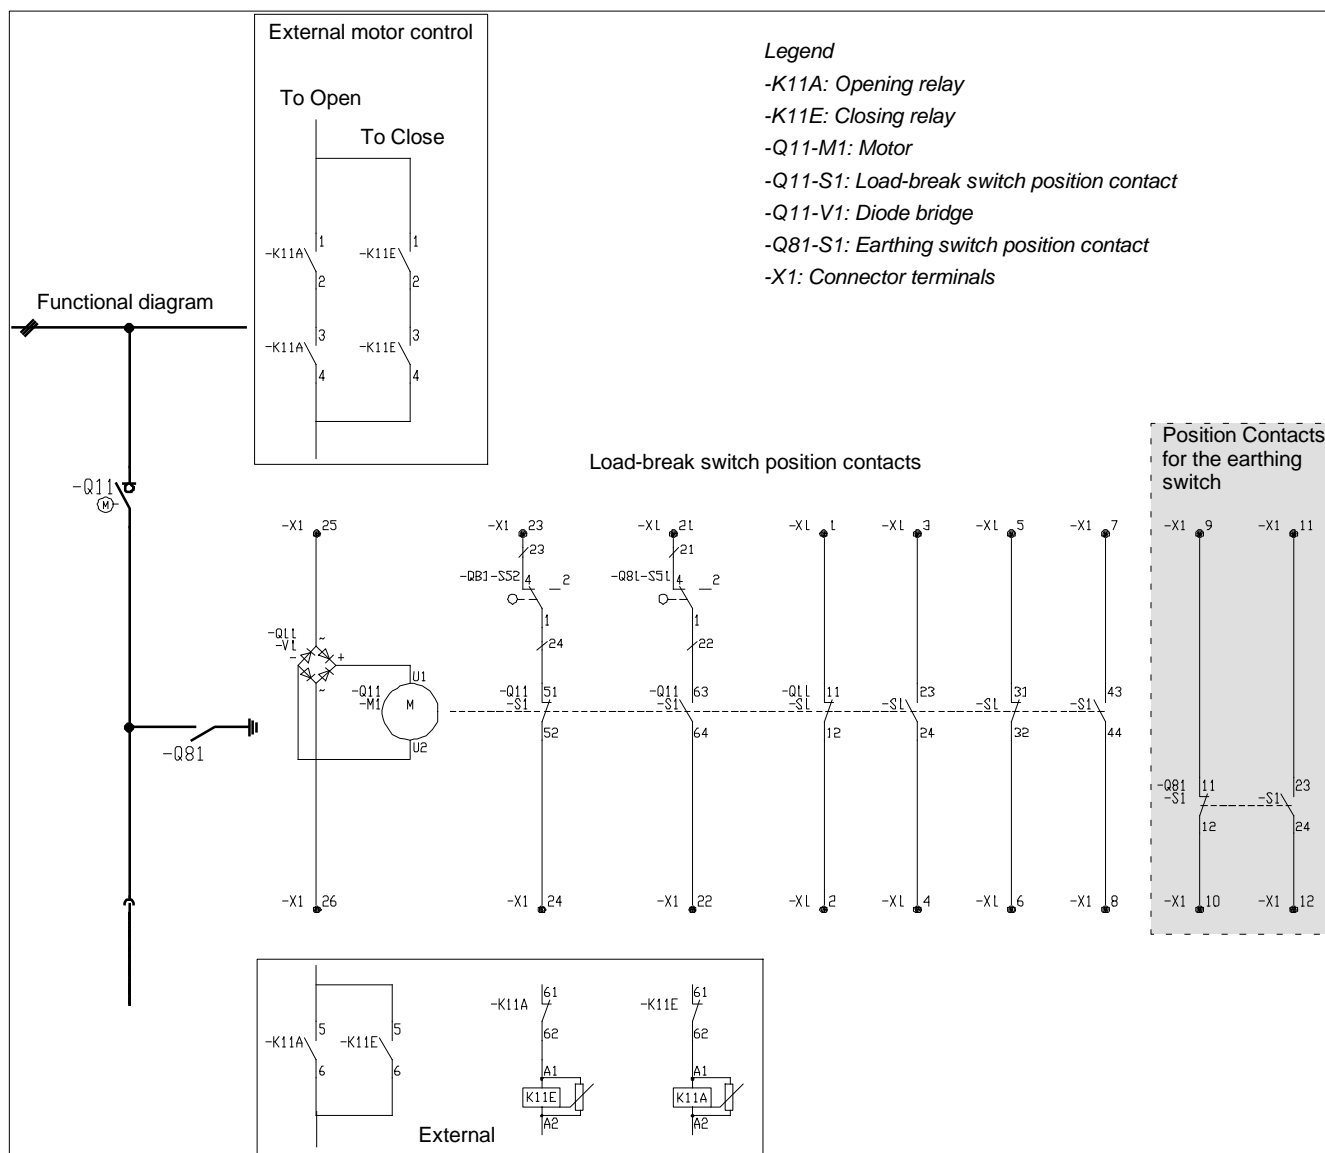 External motor control
To Open
To Close
1
-K11A
2
1
-K11E
2
3
-K11A
4
3
-K11E
4
Legend
-K11A: Opening relay
-K11E: Closing relay
-Q11-M1: Motor
-Q11-S1: Load-break switch position contact
-Q11-V1: Diode bridge
-Q81-S1: Earthing switch position contact
-X1: Connector terminals
Functional diagram
-Q11
M
-Q81
Load-break switch position contacts
Position Contacts
for the earthing
switch
-X1 25
-X1 23
-X1 21
-X1 1
-X1 3
-X1 5
-X1 7
-X1 9
-X1 11
23
21
-QB1-S52 4 2
1
24
-Q81-S51 4 2
1
22
-Q11
-V1
~
- +
~
-Q11
-M1
U1
M
U2
-Q11 51
-S1
52
-Q11 63
-S1
64
-Q11 11
-S1
12
23
-S1
24
31
-S1
32
43
-S1
44
-Q81 11
-S1
12
23
-S1
24
-X1 26
-X1 24
-X1 22
-X1 2
-X1 4
-X1 6
-X1 8
-X1 10
-X1 12
5
-K11A
6
5
-K11E
6
61
-K11A
62
A1
K11E
A2
61
-K11E
62
A1
K11A
A2
External